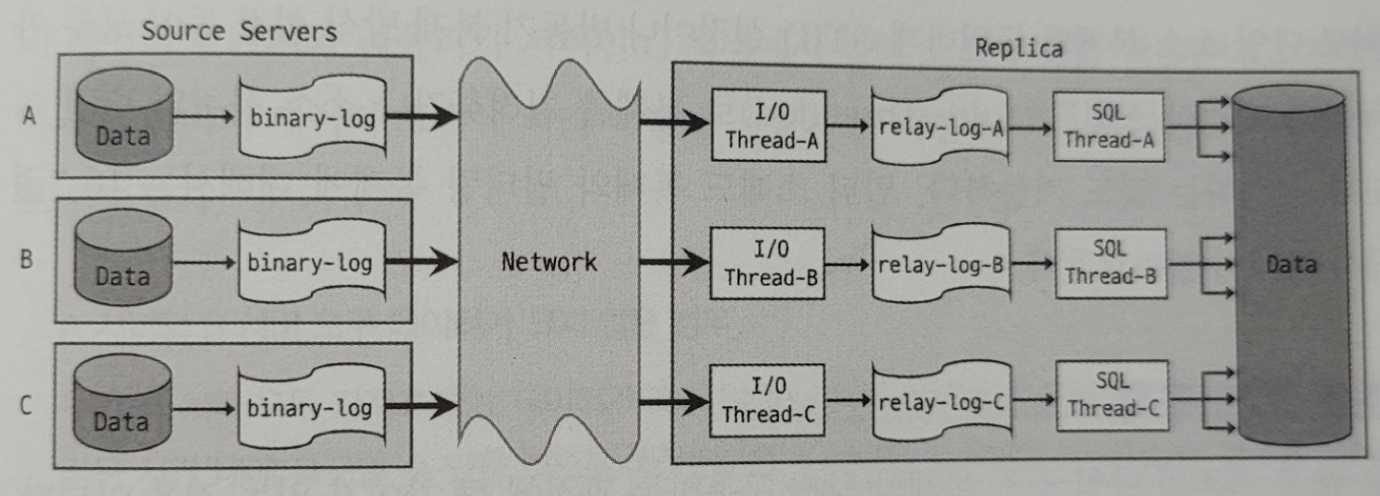 Source Servers
Replica
A
Data
binary-log
I/O
Thread-A
relay-log-A
SQL
Thread-A
B
Data
binary-log
Network
I/O
Thread-B
relay-log-B
SQL
Thread-B
Data
C
Data
binary-log
I/O
Thread-C
relay-log-C
SQL
Thread-C